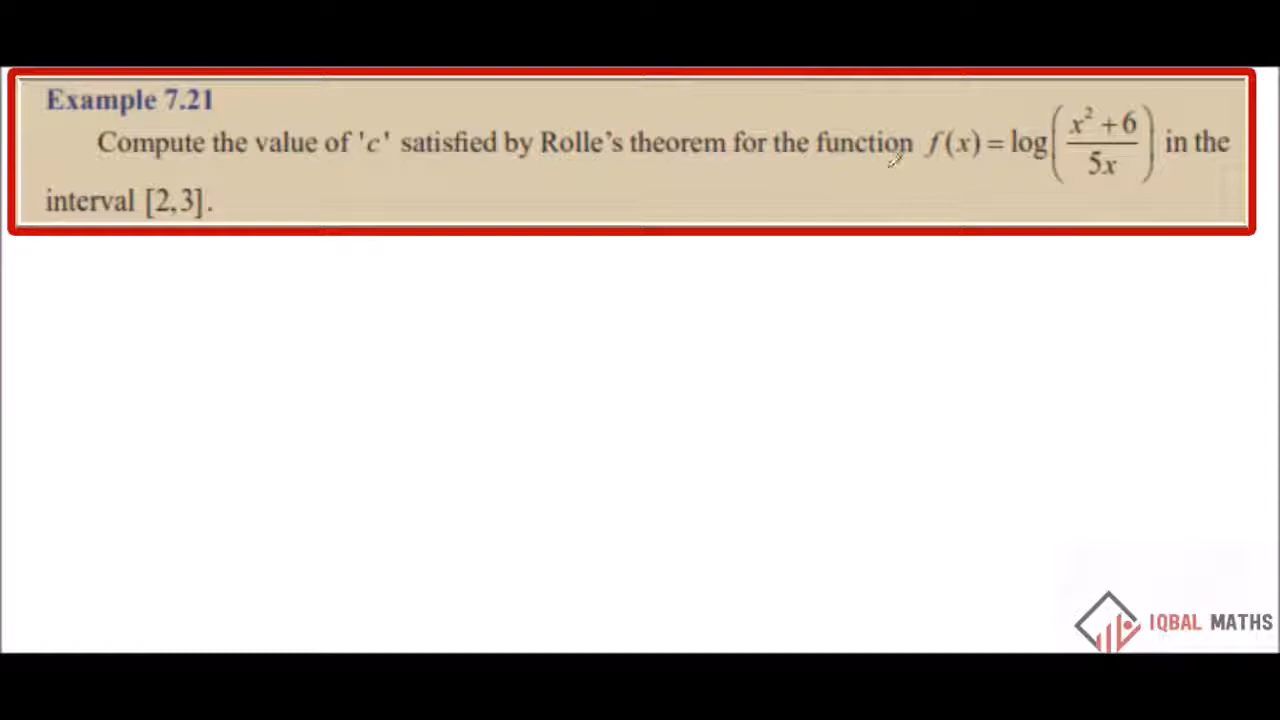 Example 7.21
Compute the value of 'c' satisfied by Rolle's theorem for the function f(x) = log((x² + 6)/(5x)) in the
interval [2,3].
IQBAL MATHS